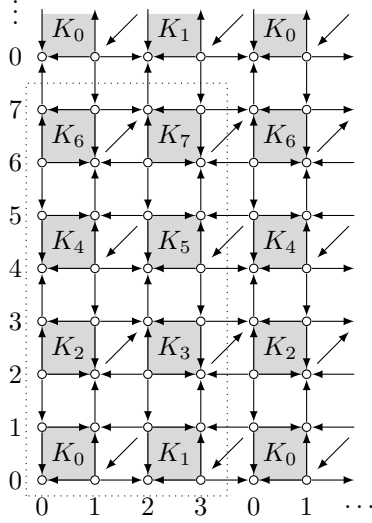 ⋮
K₀ K₁ K₀
0
7
K₆ K₇ K₆
6
5
K₄ K₅ K₄
4
3
K₂ K₃ K₂
2
1
K₀ K₁ K₀
0
0 1 2 3 0 1 ⋯